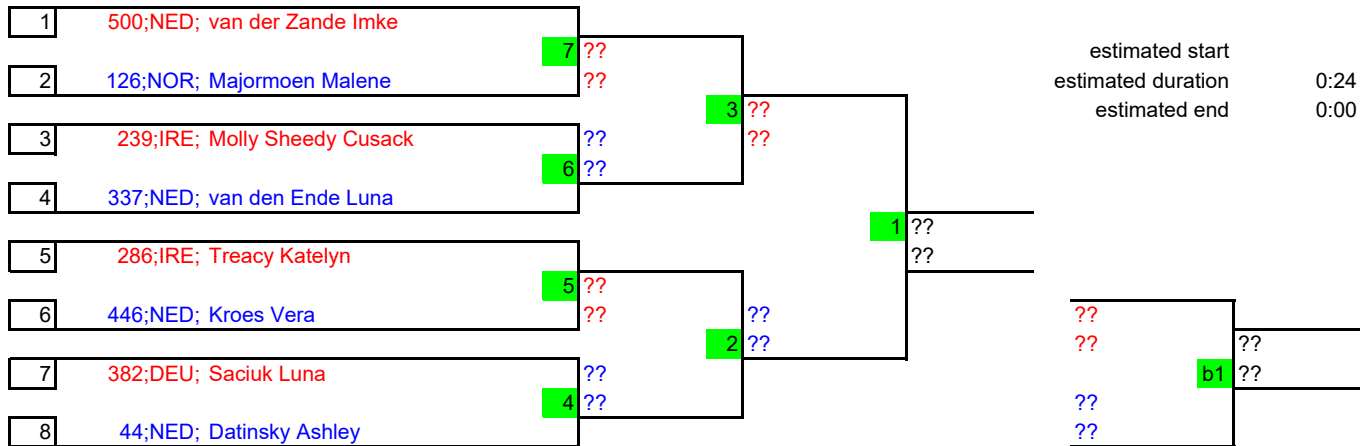 1 500;NED; van der Zande Imke
7 ?? estimated start
2 126;NOR; Majormoen Malene ?? estimated duration 0:24
3 ?? estimated end 0:00
3 239;IRE; Molly Sheedy Cusack ?? ??
6 ??
4 337;NED; van den Ende Luna
1 ??
5 286;IRE; Treacy Katelyn ??
5 ??
6 446;NED; Kroes Vera ?? ?? ??
2 ?? ?? ??
7 382;DEU; Saciuk Luna ?? b1 ??
4 ?? ??
8 44;NED; Datinsky Ashley ??